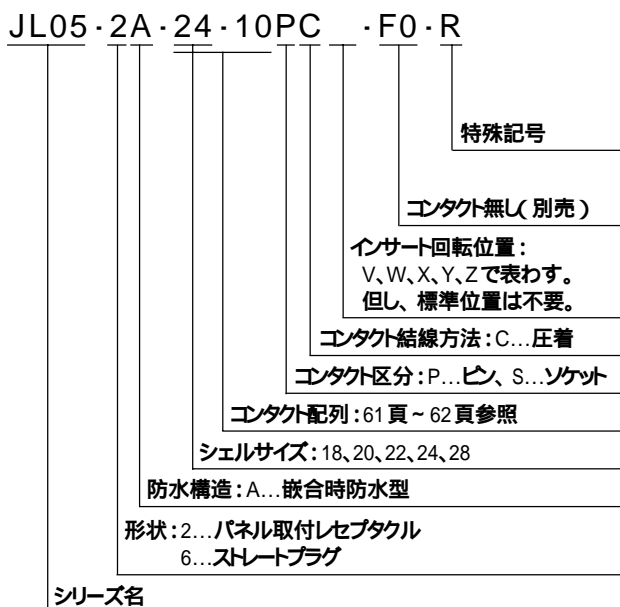 JL05-2A-24-10PC -F0-R
特殊記号
コンタクト無し(別売)
インサート回転位置：
V、W、X、Y、Zで表わす。
但し、標準位置は不要。
コンタクト結線方法：C…圧着
コンタクト区分：P…ピン、S…ソケット
コンタクト配列：61頁~62頁参照
シェルサイズ：18、20、22、24、28
防水構造：A…嵌合時防水型
形状：2…パネル取付レセプタクル
6…ストレートプラグ
シリーズ名